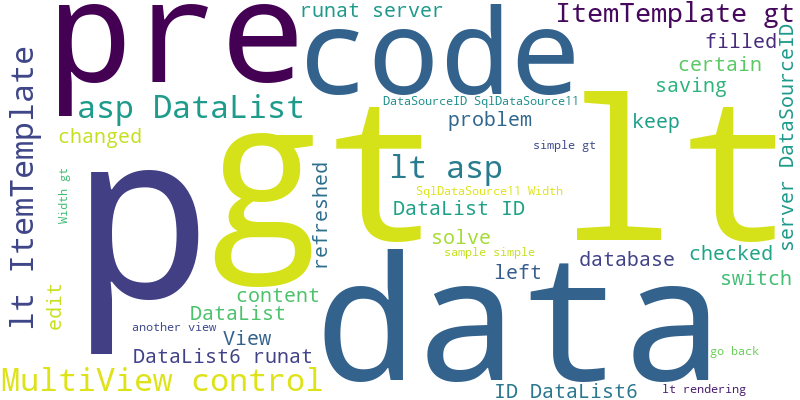 pre
code
runat server
ItemTemplate gt
filled
certain
saving
server DataSourceID
asp DataList
DataSourceID SqlDataSource11
problem
keep
changed
lt ItemTemplate
p
gt
lt
simple gt
lt asp
Width gt
refreshed
SqlDataSource11 Width
DataList ID
solve
sample simple
database
checked
left
switch
edit
content
DataList
data
another view
View
DataList6 runat
go back
MultiView control
ID DataList6
lt rendering